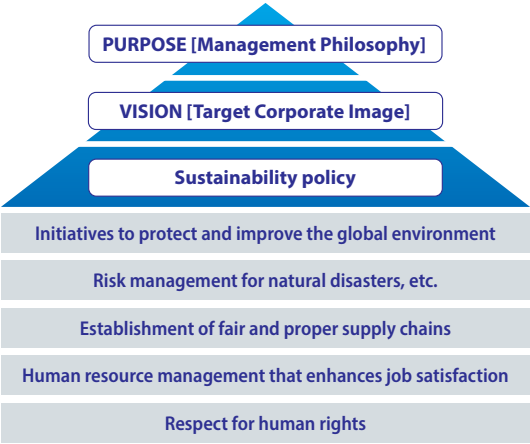 PURPOSE [Management Philosophy]
VISION [Target Corporate Image]
Sustainability policy
Initiatives to protect and improve the global environment
Risk management for natural disasters, etc.
Establishment of fair and proper supply chains
Human resource management that enhances job satisfaction
Respect for human rights